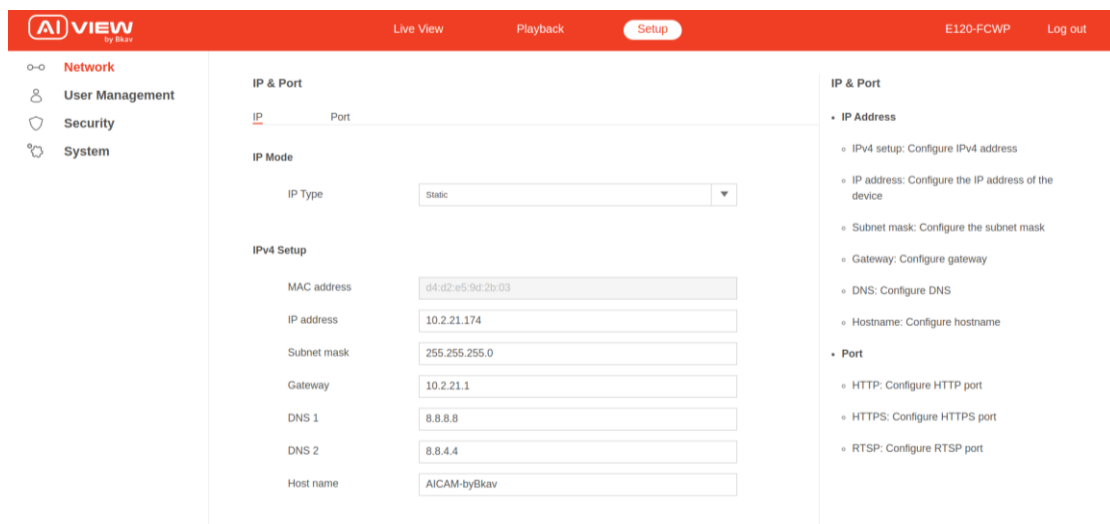 AI VIEW
by Bkav
Live View
Playback
Setup
E120-FCWP
Log out
Network
User Management
Security
System
IP & Port
IP
Port
IP Mode
IP Type
Static
IPv4 Setup
MAC address
d4:d2:e5:9d:2b:03
IP address
10.2.21.174
Subnet mask
255.255.255.0
Gateway
10.2.21.1
DNS 1
8.8.8.8
DNS 2
8.8.4.4
Host name
AICAM-byBkav
IP & Port
• IP Address
◦ IPv4 setup: Configure IPv4 address
◦ IP address: Configure the IP address of the
device
◦ Subnet mask: Configure the subnet mask
◦ Gateway: Configure gateway
◦ DNS: Configure DNS
◦ Hostname: Configure hostname
• Port
◦ HTTP: Configure HTTP port
◦ HTTPS: Configure HTTPS port
◦ RTSP: Configure RTSP port